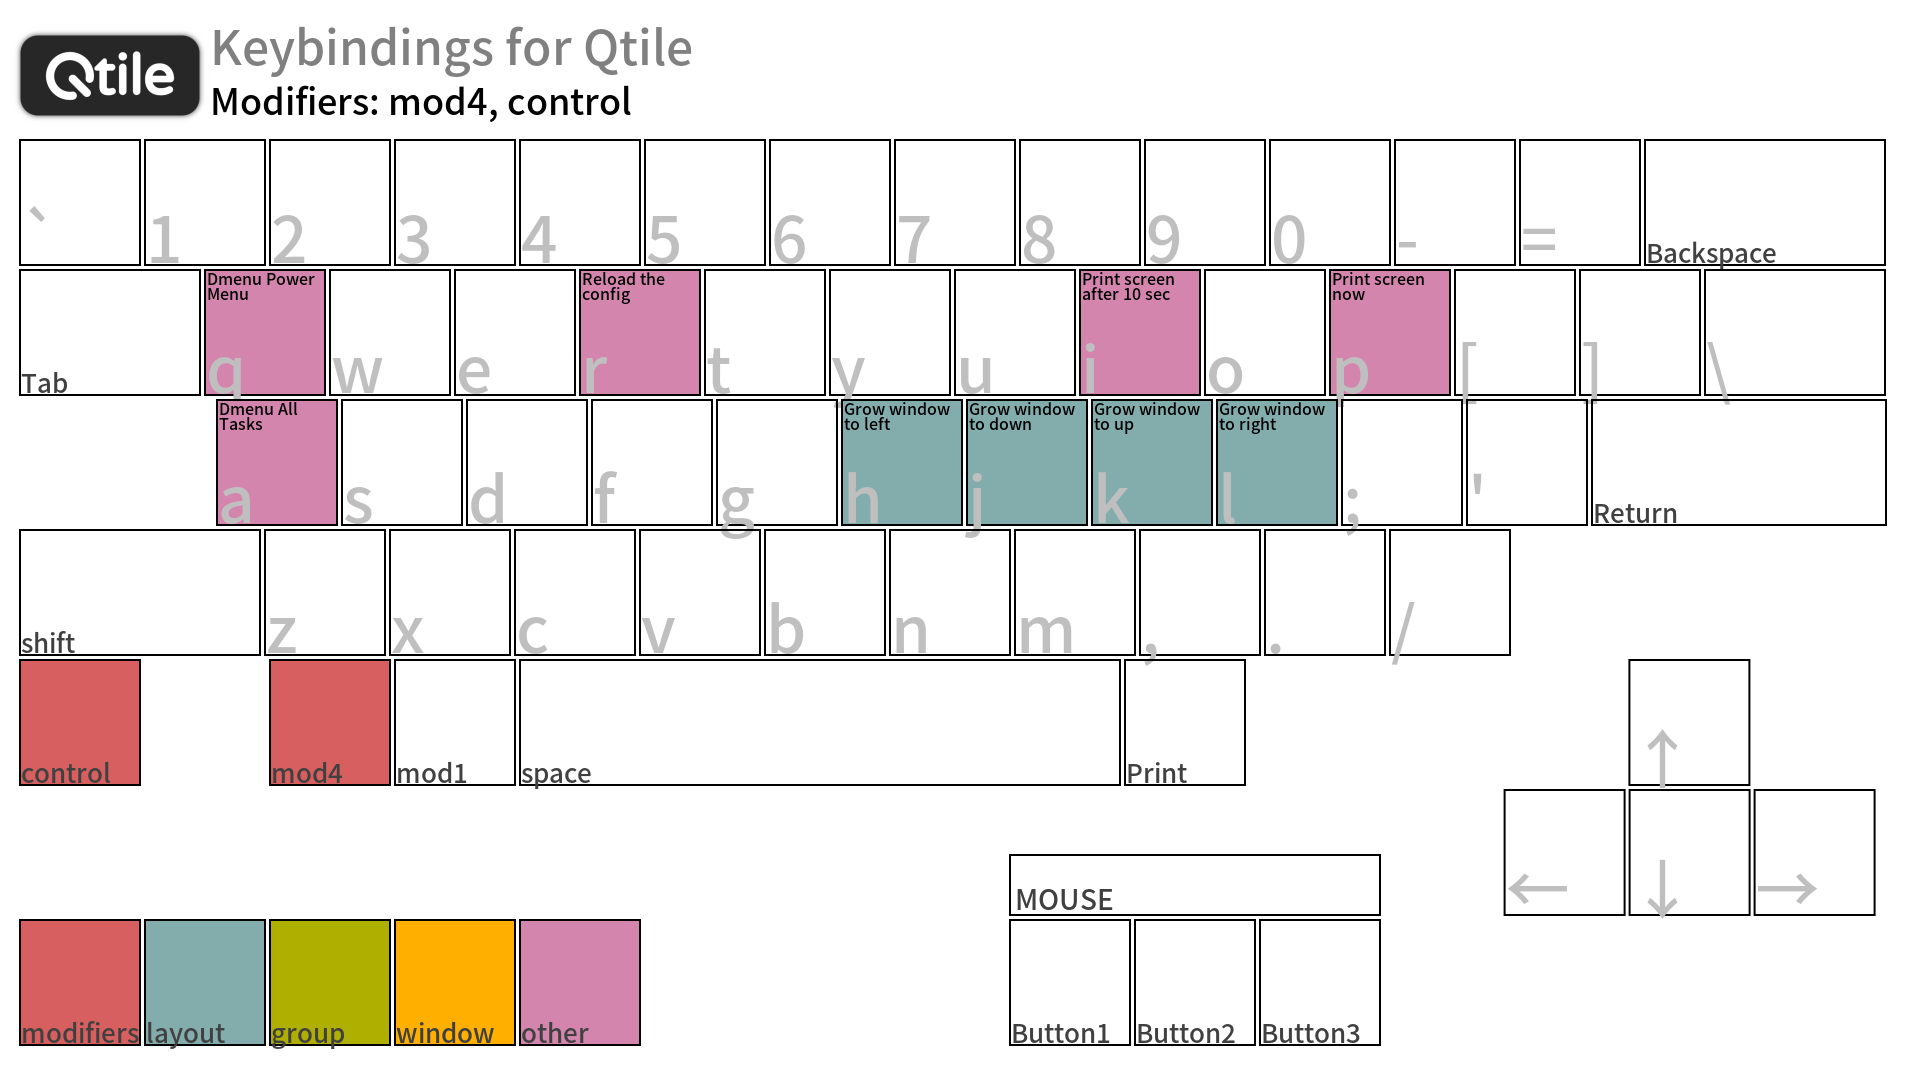 Qtile
Keybindings for Qtile
Modifiers: mod4, control
`
1
2
3
4
5
6
7
8
9
0
-
=
Backspace
Tab
Dmenu Power
Menu
q
w
e
Reload the
config
r
t
y
u
Print screen
after 10 sec
i
o
Print screen
now
p
[
]
\
Dmenu All
Tasks
a
s
d
f
g
Grow window
to left
h
Grow window
to down
j
Grow window
to up
k
Grow window
to right
l
;
'
Return
shift
z
x
c
v
b
n
m
,
.
/
control
mod4
mod1
space
Print
↑
←
↓
→
MOUSE
Button1
Button2
Button3
modifiers
layout
group
window
other